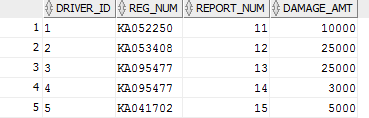 DRIVER_ID REG_NUM REPORT_NUM DAMAGE_AMT
1 1 KA052250 11 10000
2 2 KA053408 12 25000
3 3 KA095477 13 25000
4 4 KA095477 14 3000
5 5 KA041702 15 5000